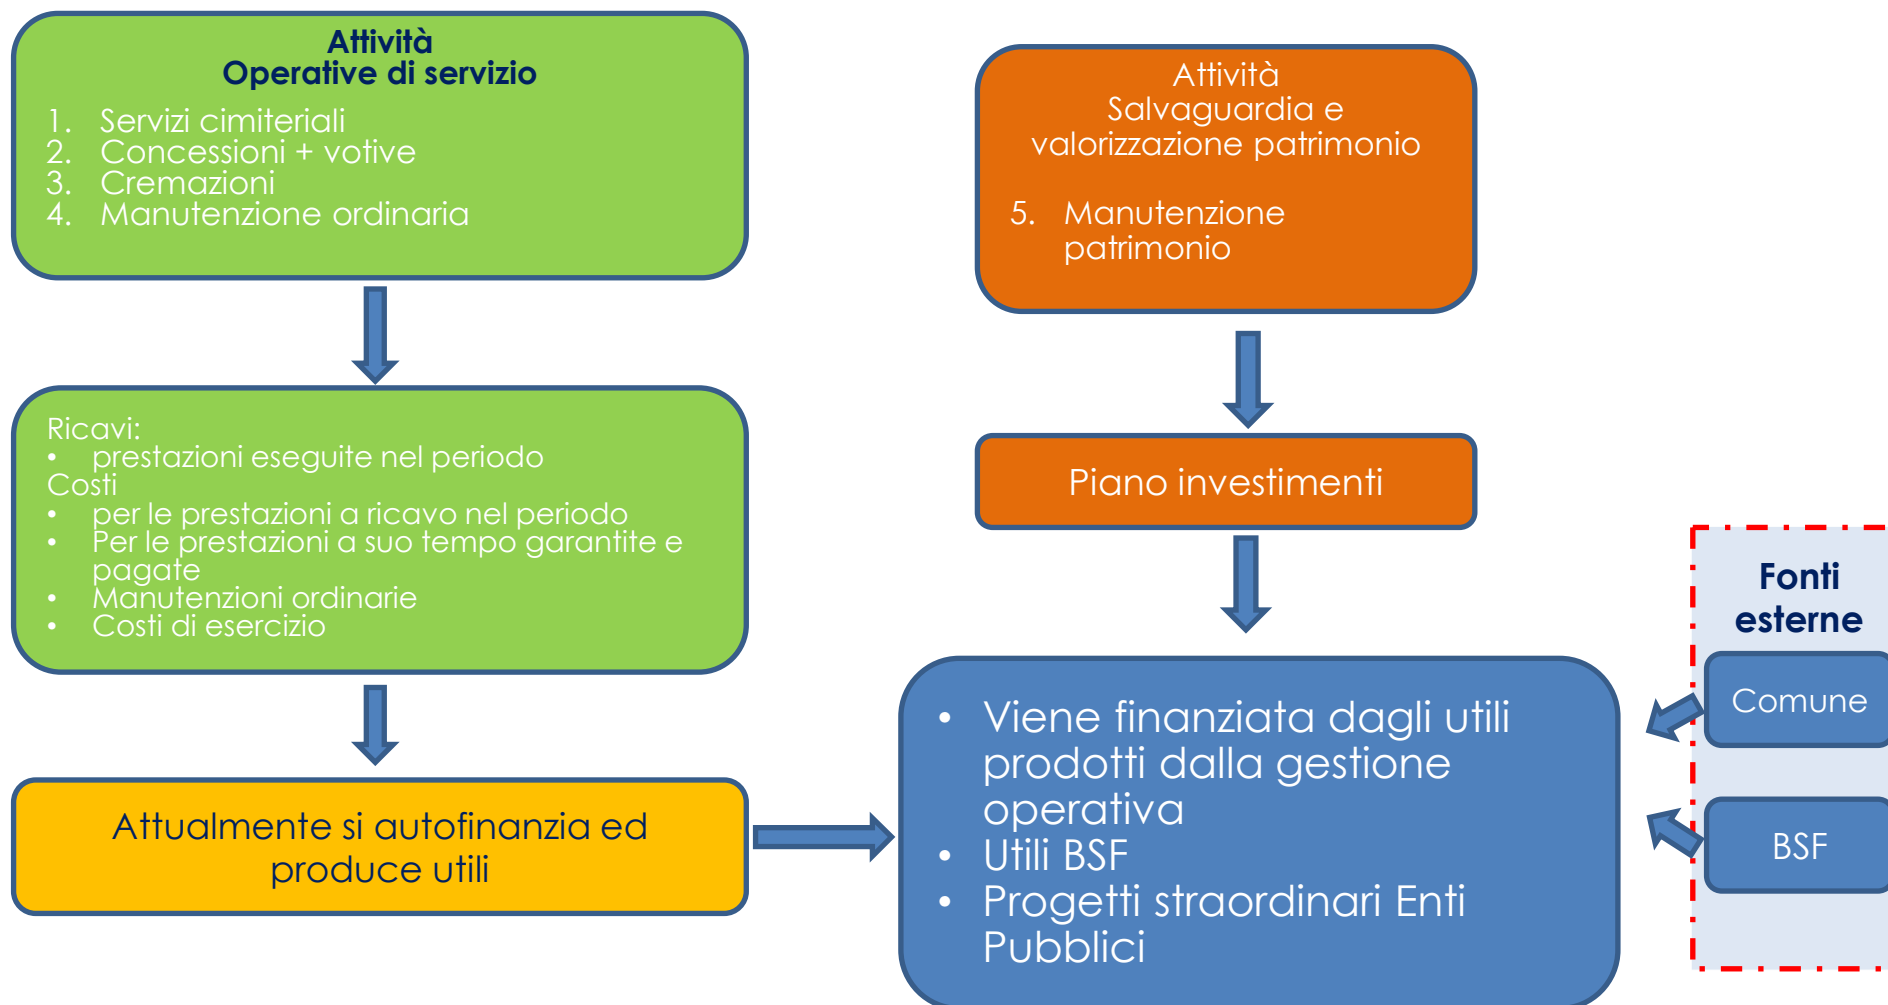 Attività
Operative di servizio
1. Servizi cimiteriali
2. Concessioni + votive
3. Cremazioni
4. Manutenzione ordinaria
Ricavi:
• prestazioni eseguite nel periodo
Costi
• per le prestazioni a ricavo nel periodo
• Per le prestazioni a suo tempo garantite e
pagate
• Manutenzioni ordinarie
• Costi di esercizio
Attualmente si autofinanzia ed
produce utili
Attività
Salvaguardia e
valorizzazione patrimonio
5. Manutenzione
patrimonio
Piano investimenti
• Viene finanziata dagli utili
prodotti dalla gestione
operativa
• Utili BSF
• Progetti straordinari Enti
Pubblici
Fonti
esterne
Comune
BSF